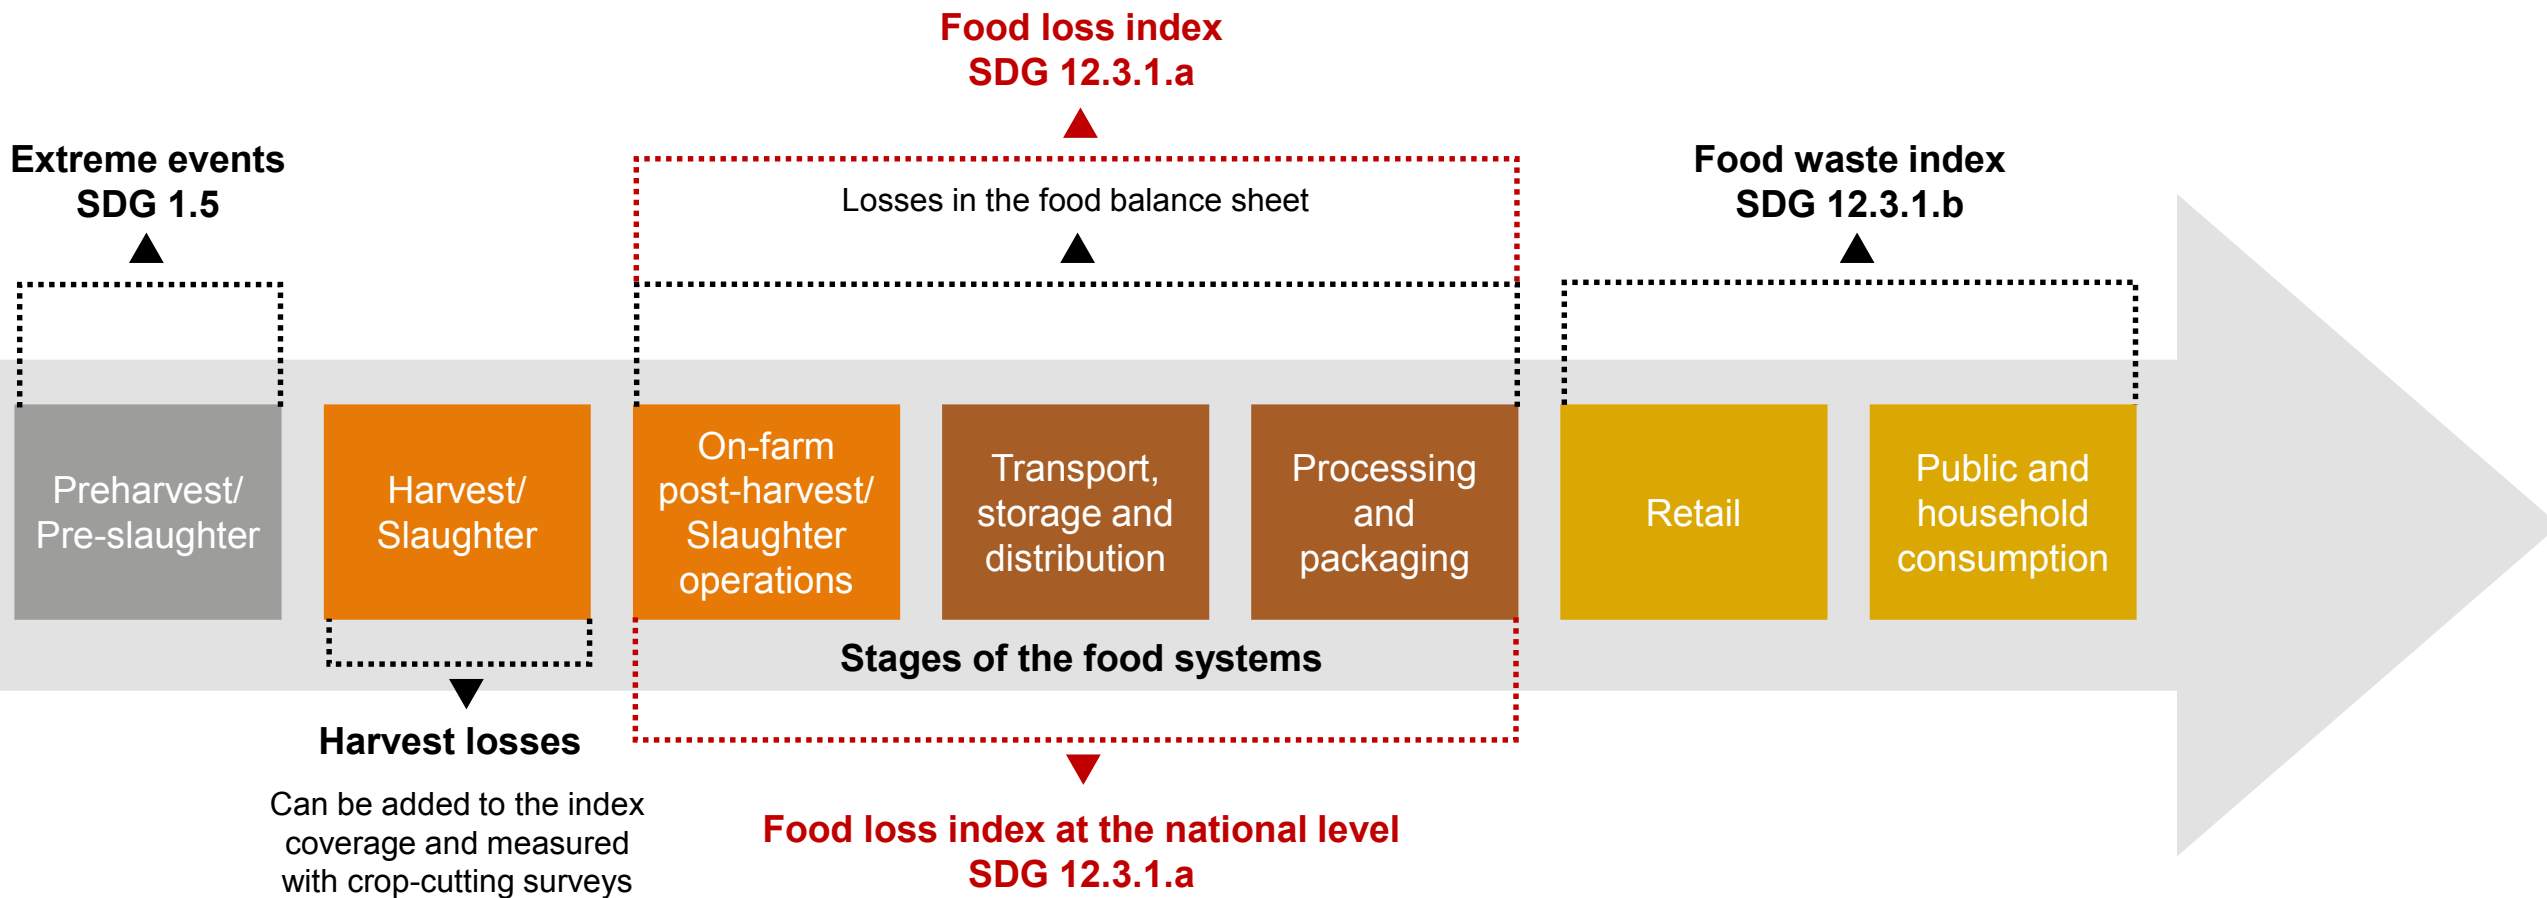 Food loss index
SDG 12.3.1.a
Extreme events
SDG 1.5
Losses in the food balance sheet
Food waste index
SDG 12.3.1.b
Preharvest/
Pre-slaughter
Harvest/
Slaughter
On-farm
post-harvest/
Slaughter
operations
Transport,
storage and
distribution
Processing
and
packaging
Retail
Public and
household
consumption
Stages of the food systems
Harvest losses
Can be added to the index
coverage and measured
with crop-cutting surveys
Food loss index at the national level
SDG 12.3.1.a